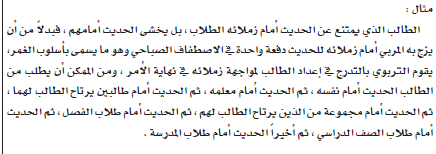 مثال :
الطالب الذي يمتنع عن الحديث أمام زملائه الطلاب، بل يخشى الحديث أمامهم، فبدلاً من أن
يزج به المربي أمام زملائه للحديث دفعة واحدة في الاصطفاف الصباحي وهو ما يسمى بأسلوب الغمر،
يقوم التربوي بالتدرج في إعداد الطالب لمواجهة زملائه في نهاية الأمر ، ومن الممكن أن يطلب من
الطالب الحديث أمام نفسه ، ثم الحديث أمام معلمه ، ثم الحديث أمام طالبين يرتاح الطالب لهما ،
ثم الحديث أمام مجموعة من الذين يرتاح الطالب لهم ، ثم الحديث أمام طلاب الفصل ، ثم الحديث
أمام طلاب الصف الدراسي ، ثم أخيراً الحديث أمام طلاب المدرسة .